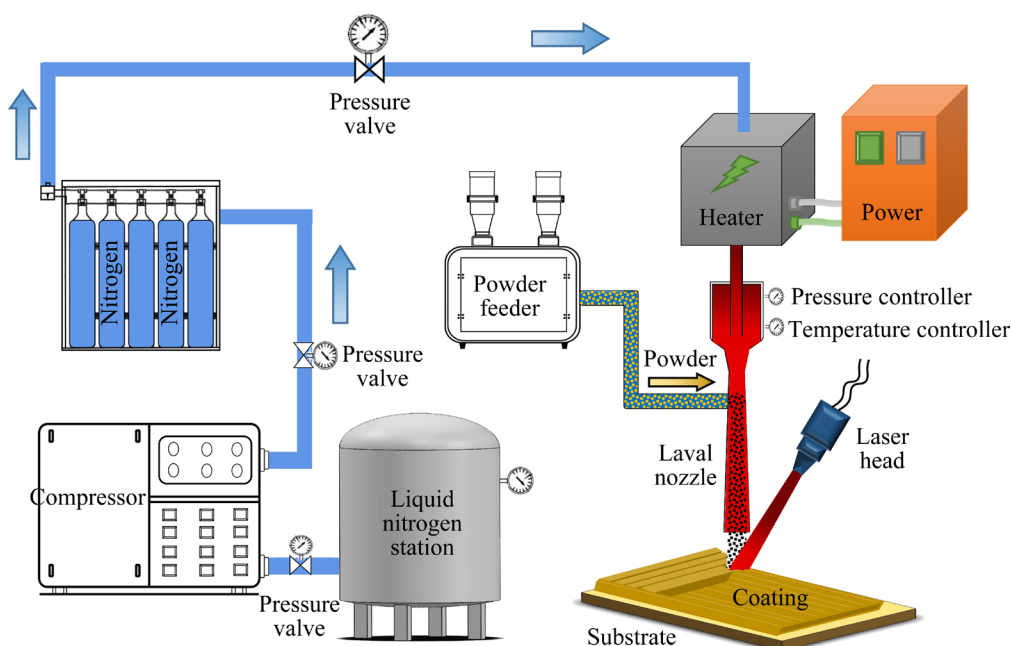 Pressure
valve
Heater
Power
Nitrogen
Nitrogen
Powder
feeder
Pressure controller
Temperature controller
Pressure
valve
Powder
Laval
nozzle
Laser
head
Compressor
Liquid
nitrogen
station
Pressure
valve
Coating
Substrate